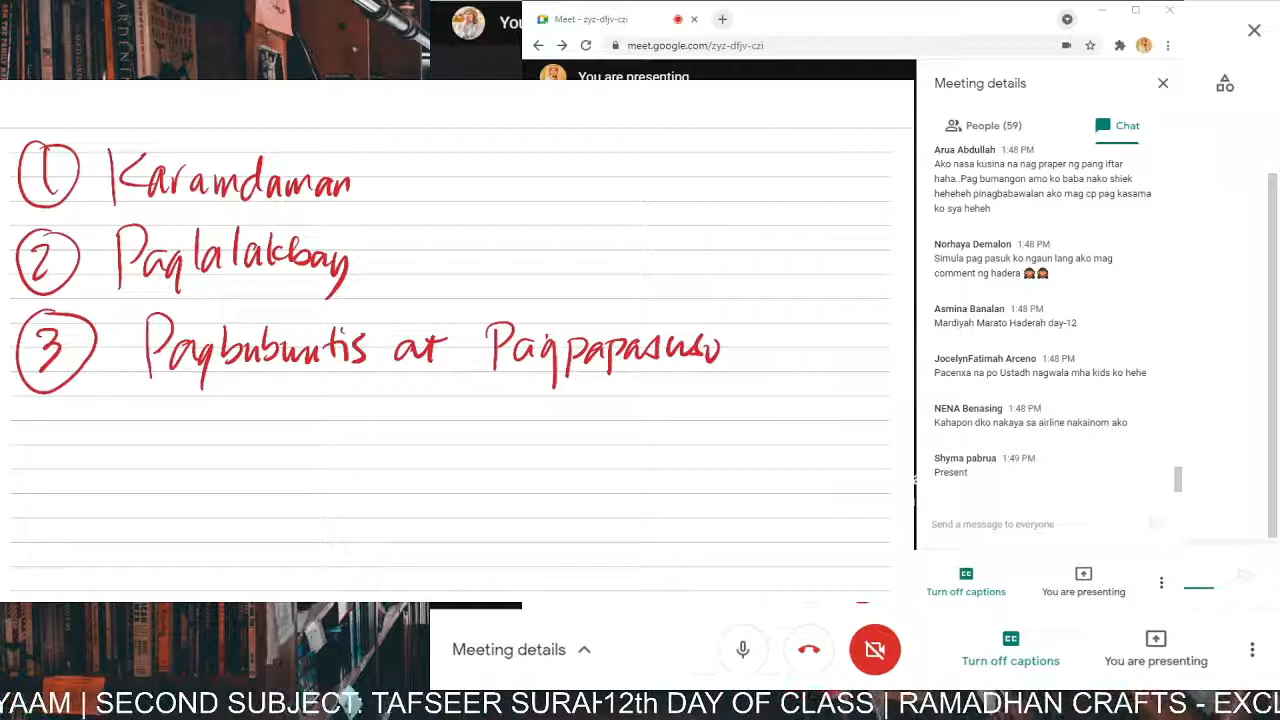 You
Meet - zyz-dfjv-czi
meet.google.com/zyz-dfjv-czi
You are presenting
Meeting details
People (59)
Chat
Arua Abdullah 1:48 PM
Ako nasa kusina na nag praper ng pang iftar
haha..Pag bumangon amo ko baba nako shiek
heheheh pinagbabawalan ako mag cp pag kasama
ko sya heheh
Norhaya Demalon 1:48 PM
Simula pag pasuk ko ngaun lang ako mag
comment ng hadera
Asmina Banalan 1:48 PM
Mardiyah Marato Haderah day-12
JocelynFatimah Arceno 1:48 PM
Pacenxa na po Ustadh nagwala mha kids ko hehe
NENA Benasing 1:48 PM
Kahapon dko nakaya sa airline nakainom ako
Shyma pabrua 1:49 PM
Present
Send a message to everyone
Turn off captions
You are presenting
1 Karamdaman
2 Paglalakbay
3 Pagbubuntis at Pagpapasuso
Meeting details
Turn off captions
You are presenting
YAAM | SECOND SUBJECT: TAFSEER SURAH
12th DAY OF CLASS | RAMADHAN CRAFTS - EXCL